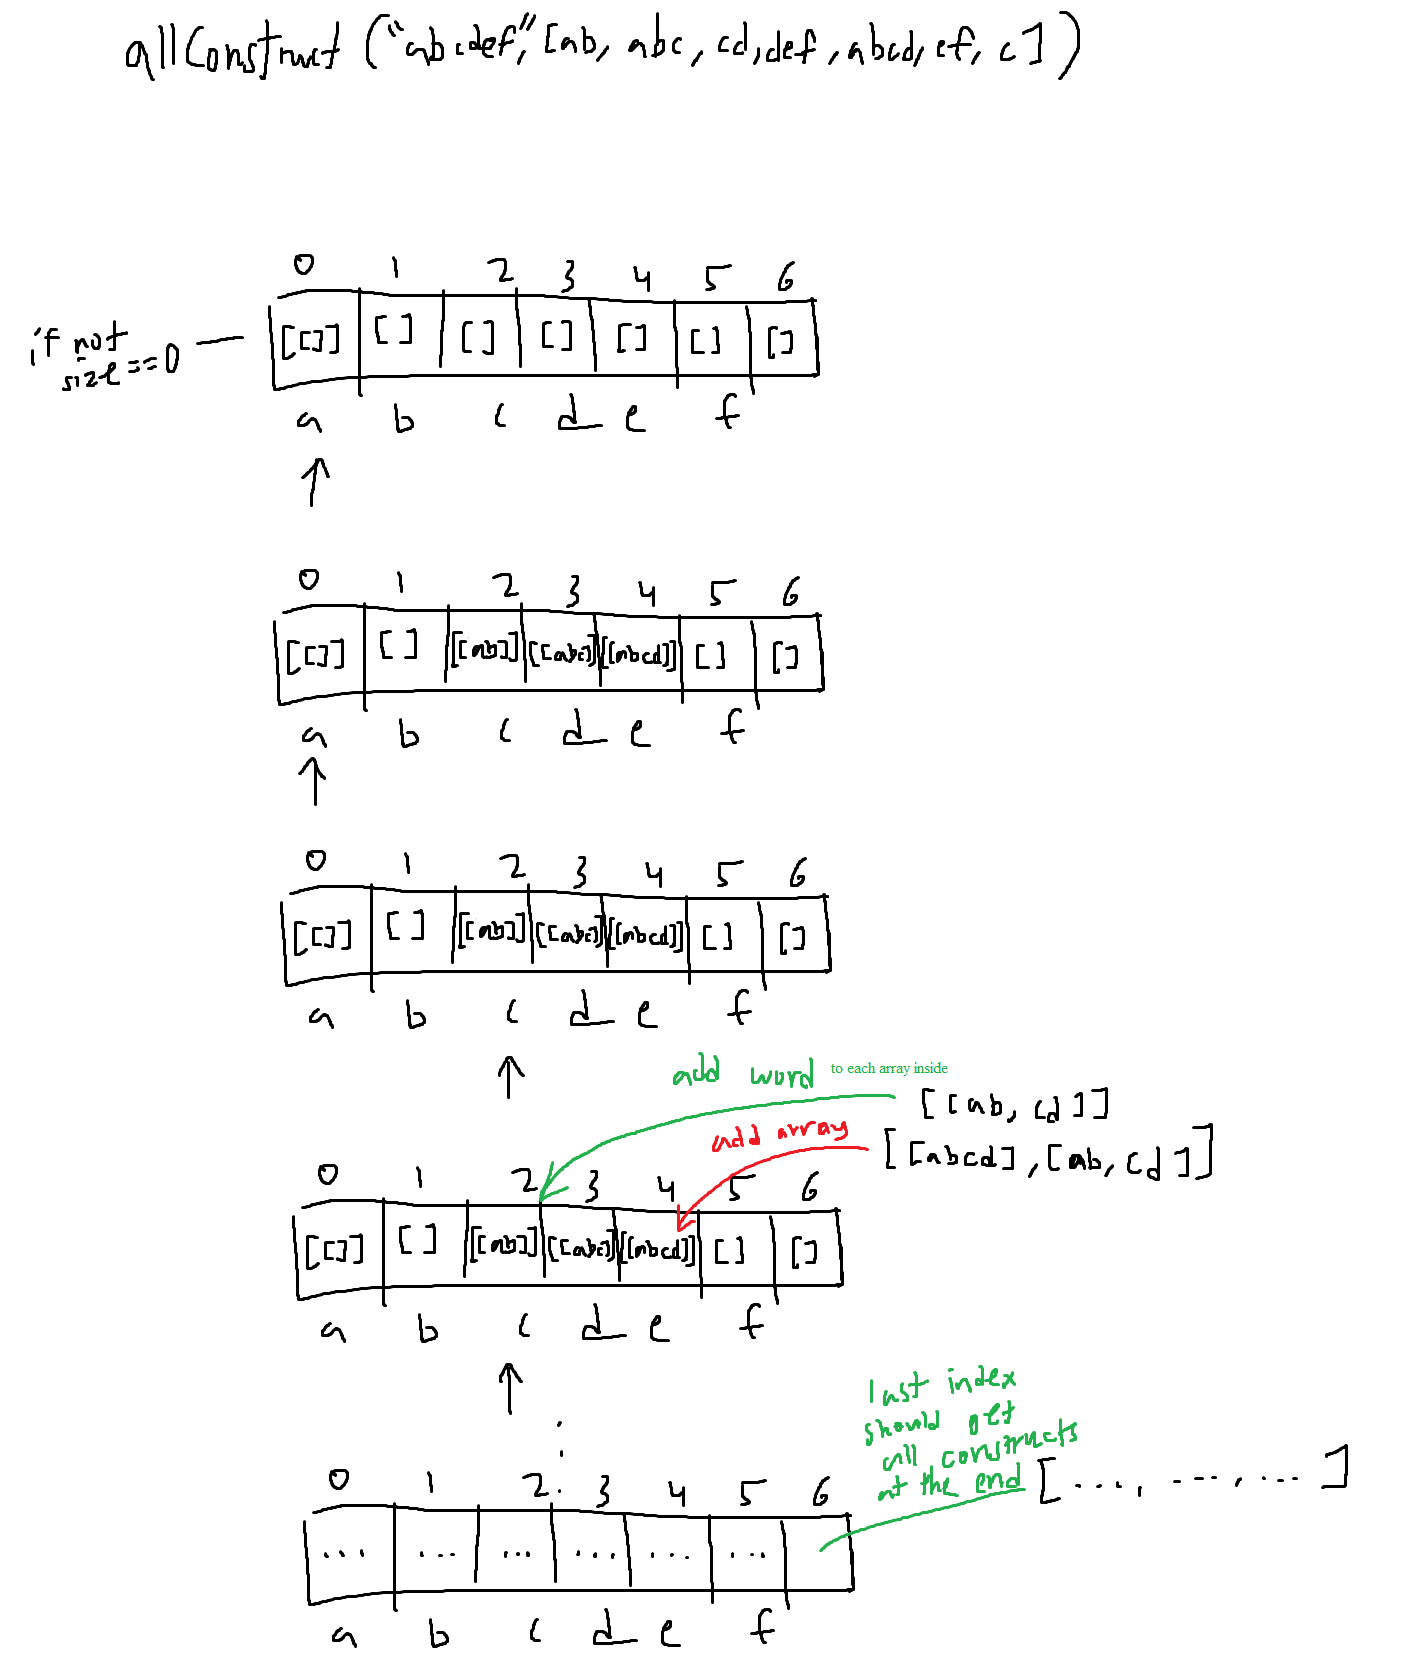 allConstruct ("abcdef," [ab, abc, cd, def, abcd, ef, c])
0 1 2 3 4 5 6
if not size==0
[[]] [] [] [] [] [] []
a b c d e f
0 1 2 3 4 5 6
[[]] [] [[ab]] [[abc]] [[abcd]] [] []
a b c d e f
0 1 2 3 4 5 6
[[]] [] [[ab]] [[abc]] [[abcd]] [] []
a b c d e f
add word to each array inside
[[ab, cd]]
add array
[[abcd], [ab, cd]]
0 1 2 3 4 5 6
[[]] [] [[ab]] [[abc]] [[abcd]] [] []
a b c d e f
last index
should get
all constructs
at the end [..., ..., ...]
0 1 2 3 4 5 6
... ... ... ... ... ...
a b c d e f